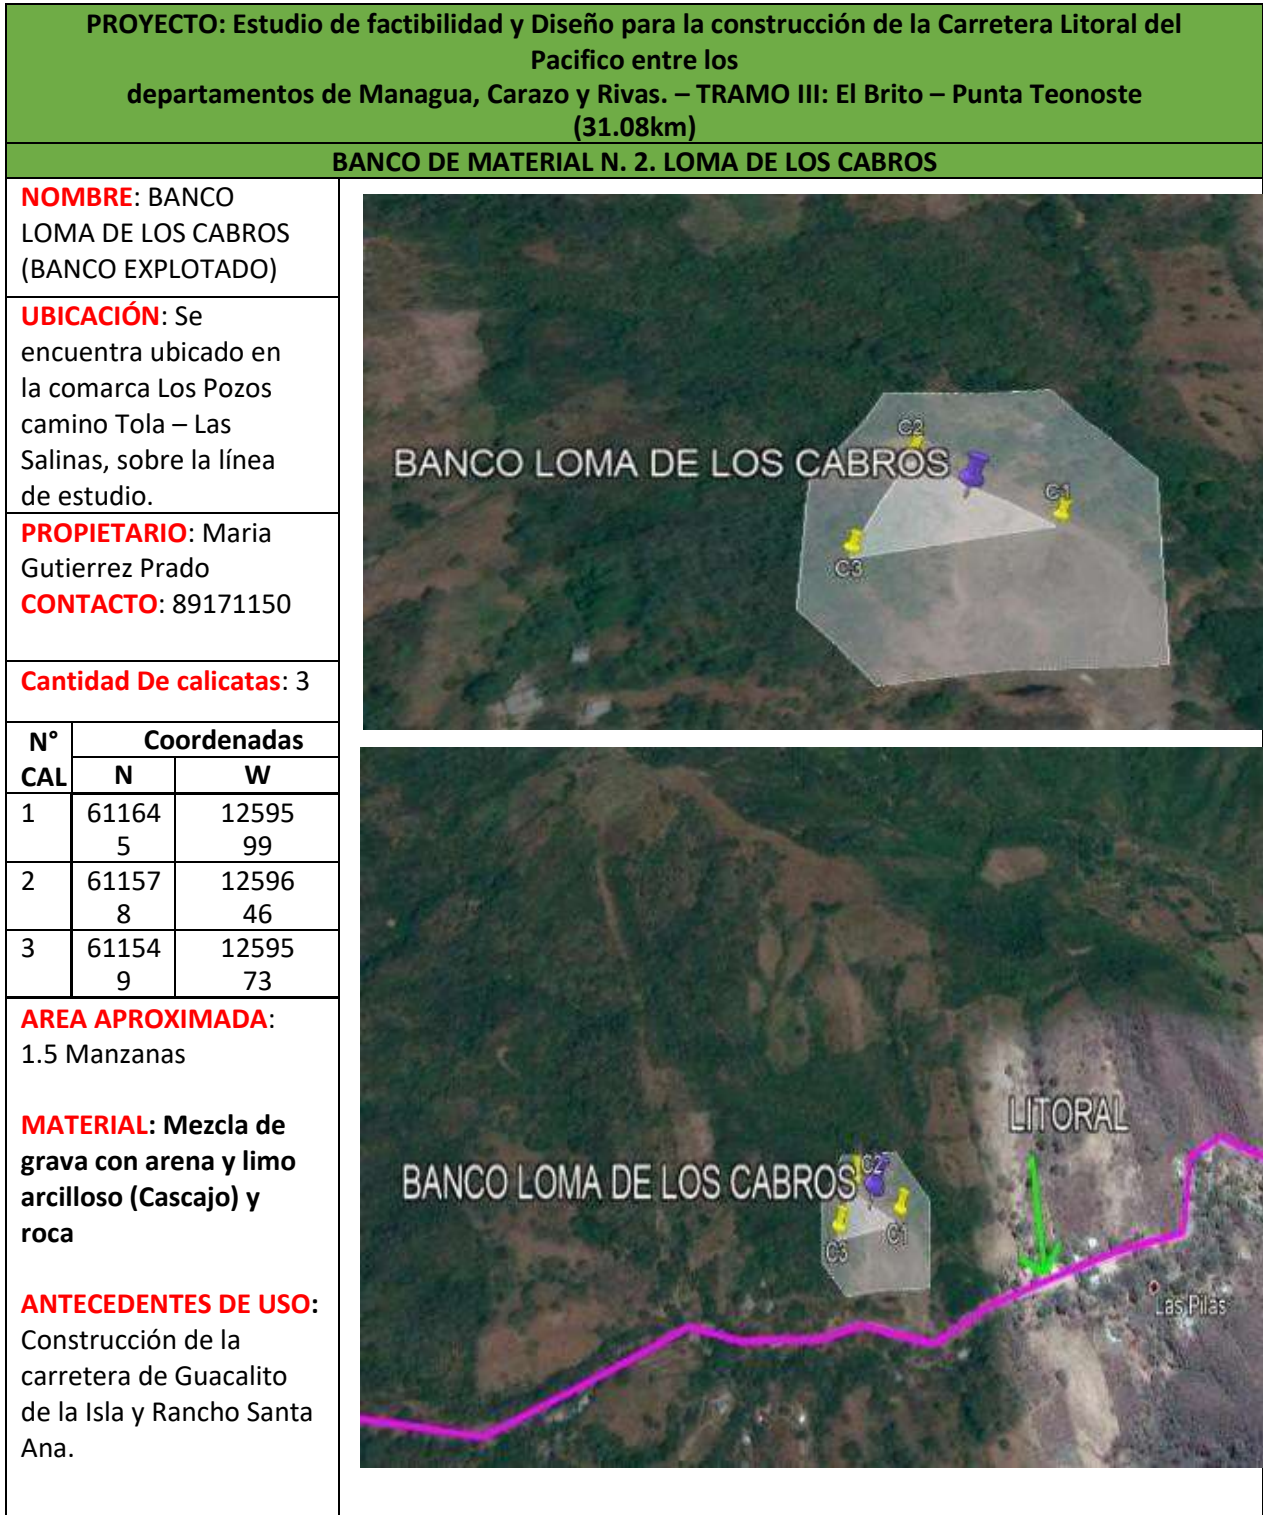 PROYECTO: Estudio de factibilidad y Diseño para la construcción de la Carretera Litoral del
Pacifico entre los
departamentos de Managua, Carazo y Rivas. – TRAMO III: El Brito – Punta Teonoste
(31.08km)
BANCO DE MATERIAL N. 2. LOMA DE LOS CABROS
NOMBRE: BANCO
LOMA DE LOS CABROS
(BANCO EXPLOTADO)
UBICACIÓN: Se
encuentra ubicado en
la comarca Los Pozos
camino Tola – Las
Salinas, sobre la línea
de estudio.
PROPIETARIO: Maria
Gutierrez Prado
CONTACTO: 89171150
Cantidad De calicatas: 3
N° Coordenadas
CAL N W
1 61164 12595
5 99
2 61157 12596
8 46
3 61154 12595
9 73
AREA APROXIMADA:
1.5 Manzanas
MATERIAL: Mezcla de
grava con arena y limo
arcilloso (Cascajo) y
roca
ANTECEDENTES DE USO:
Construcción de la
carretera de Guacalito
de la Isla y Rancho Santa
Ana.
C2
BANCO LOMA DE LOS CABROS
C1
C3
LITORAL
C2
BANCO LOMA DE LOS CABROS
C1
C3
Las Pilas